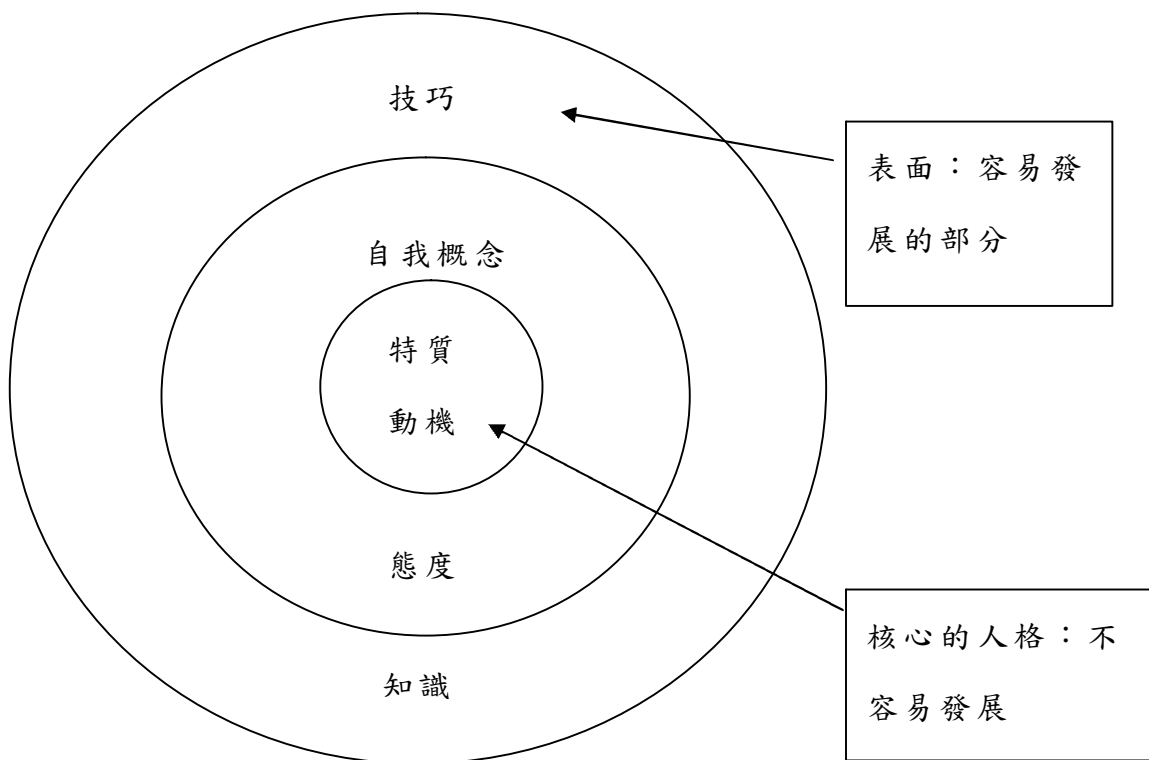 技巧
表面：容易發
展的部分
自我概念
特質
動機
態度
核心的人格：不
容易發展
知識